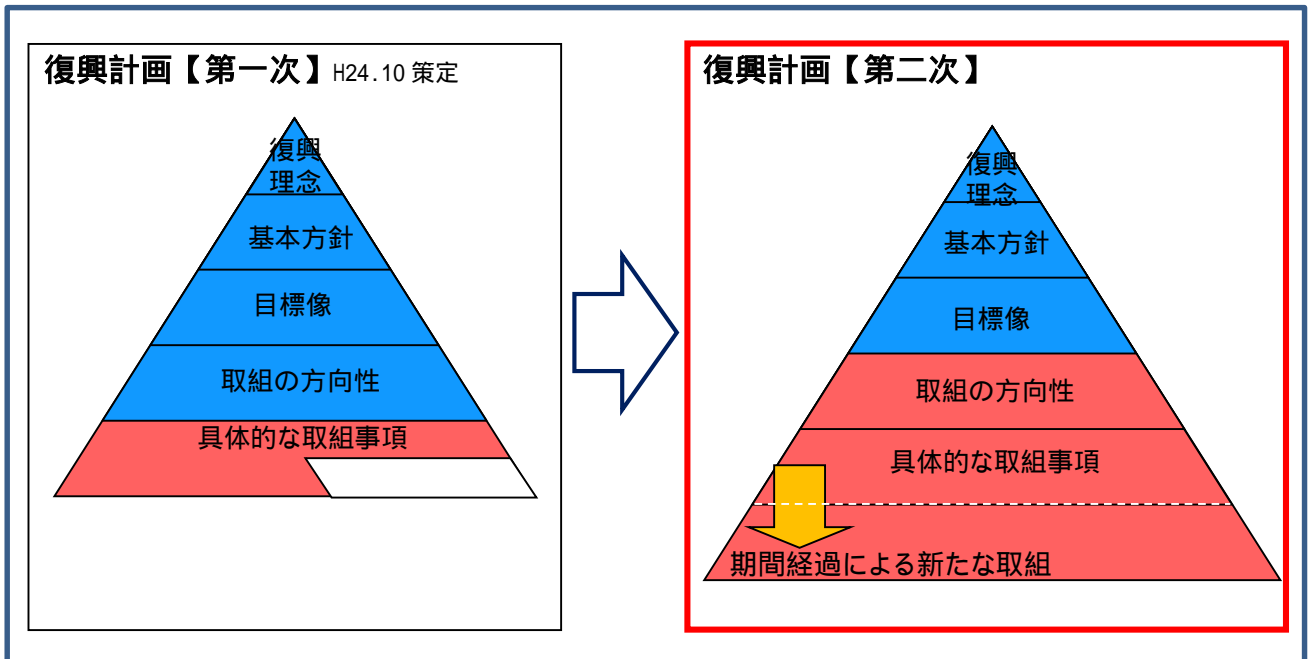 復興計画【第一次】H24.10 策定
復興
理念
基本方針
目標像
取組の方向性
具体的な取組事項
復興計画【第二次】
復興
理念
基本方針
目標像
取組の方向性
具体的な取組事項
期間経過による新たな取組